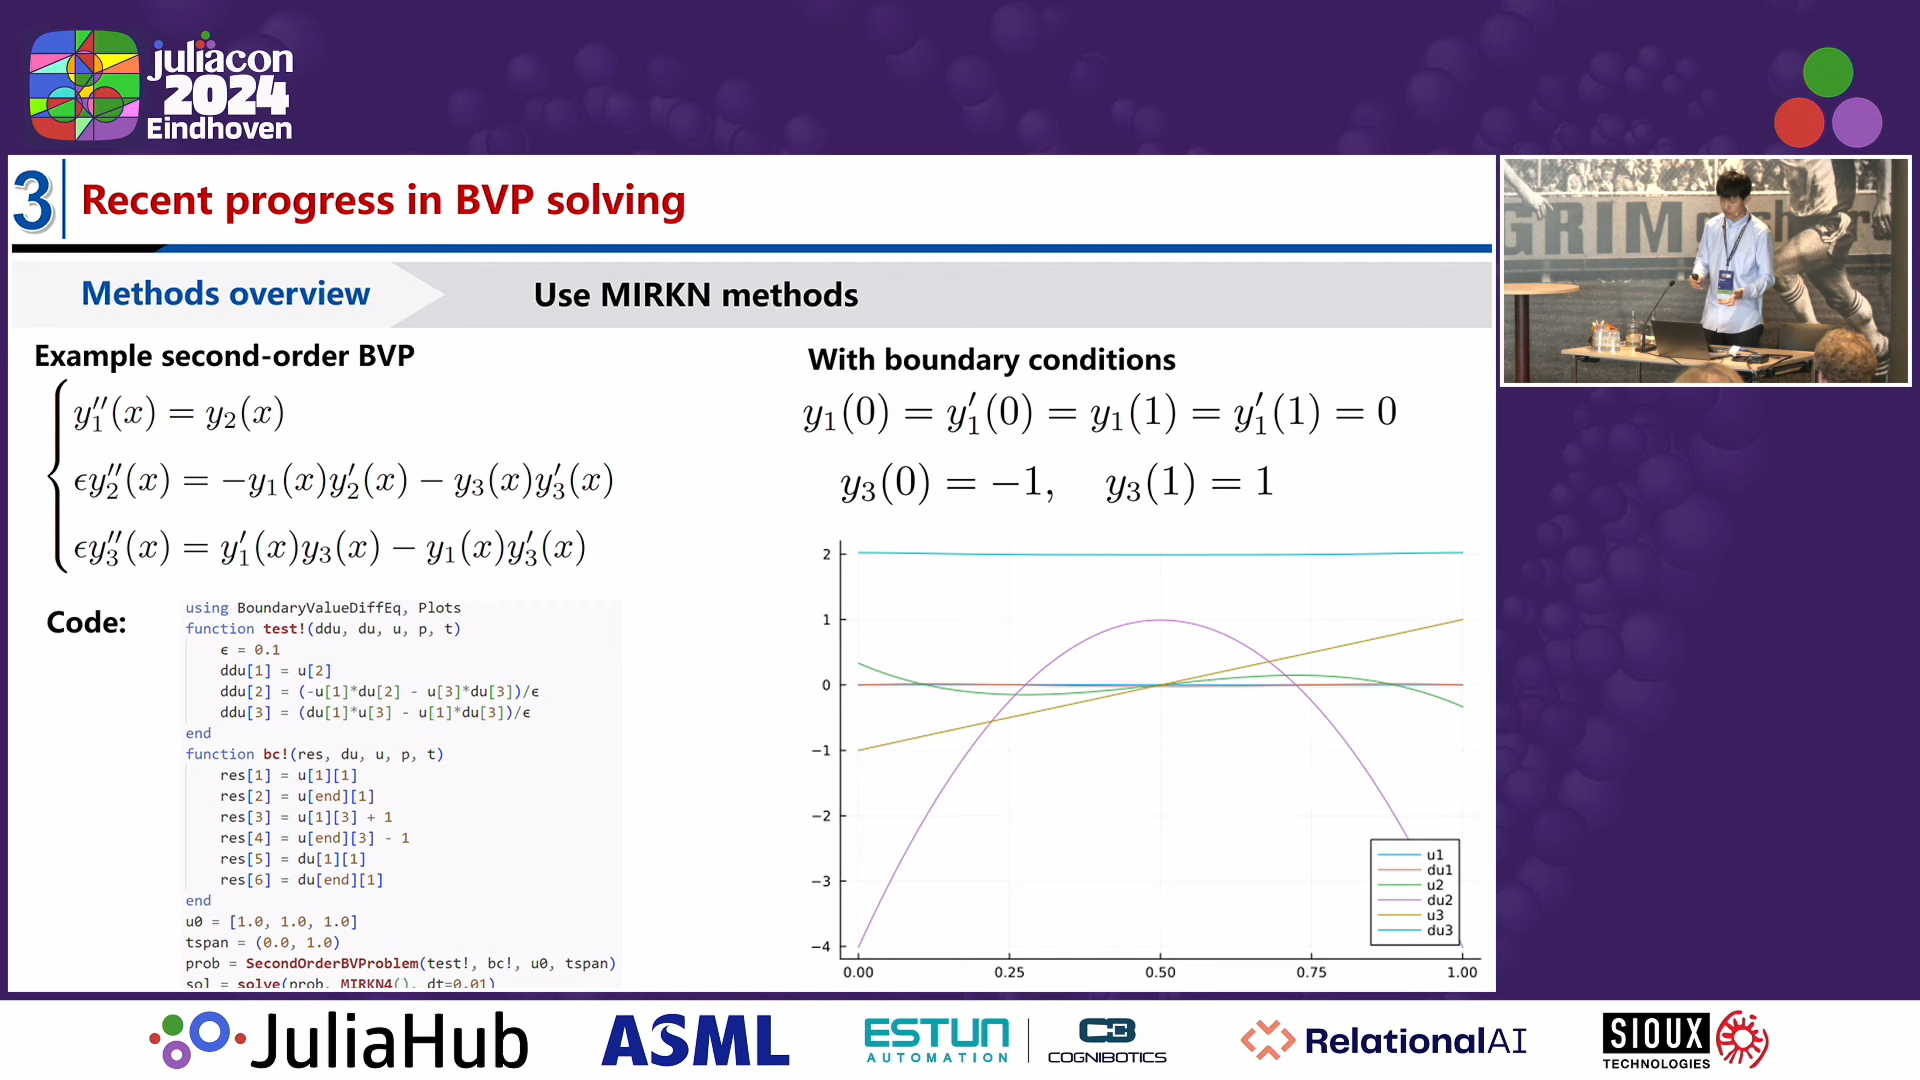 juliacon
2024
Eindhoven
3
Recent progress in BVP solving
Methods overview
Use MIRKN methods
Example second-order BVP
y₁′′(x) = y₂(x)
ϵy₂′′(x) = −y₁(x)y₂′(x) − y₃(x)y₃′(x)
ϵy₃′′(x) = y₁′(x)y₃(x) − y₁(x)y₃′(x)
With boundary conditions
y₁(0) = y₁′(0) = y₁(1) = y₁′(1) = 0
y₃(0) = −1, y₃(1) = 1
Code:
using BoundaryValueDiffEq, Plots
function test!(ddu, du, u, p, t)
ϵ = 0.1
ddu[1] = u[2]
ddu[2] = (-u[1]*du[2] - u[3]*du[3])/ϵ
ddu[3] = (du[1]*u[3] - u[1]*du[3])/ϵ
end
function bc!(res, du, u, p, t)
res[1] = u[1][1]
res[2] = u[end][1]
res[3] = u[1][3] + 1
res[4] = u[end][3] - 1
res[5] = du[1][1]
res[6] = du[end][1]
end
u0 = [1.0, 1.0, 1.0]
tspan = (0.0, 1.0)
prob = SecondOrderBVProblem(test!, bc!, u0, tspan)
sol = solve(prob, MIRKN4(), dt=0.01)
2
1
0
−1
−2
−3
−4
0.00 0.25 0.50 0.75 1.00
u1
du1
u2
du2
u3
du3
GRIM
JuliaHub
ASML
ESTUN
AUTOMATION
COGNIBOTICS
RelationalAI
SIOUX
TECHNOLOGIES